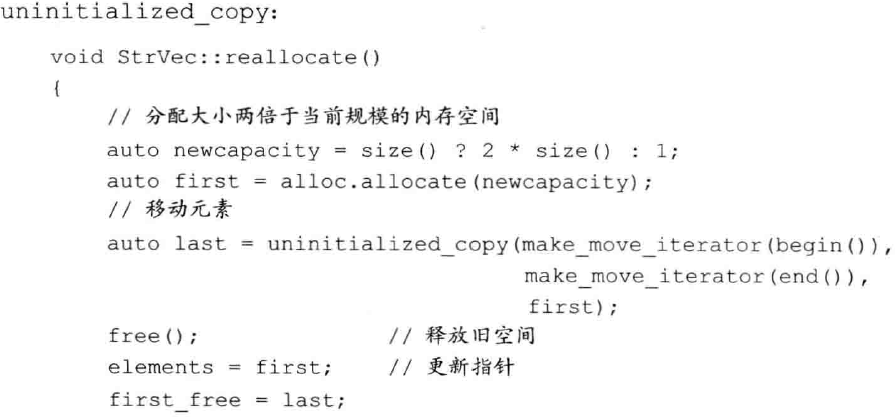 uninitialized_copy:
void StrVec::reallocate()
{
// 分配大小两倍于当前规模的内存空间
auto newcapacity = size() ? 2 * size() : 1;
auto first = alloc.allocate(newcapacity);
// 移动元素
auto last = uninitialized_copy(make_move_iterator(begin()),
make_move_iterator(end()),
first);
free(); // 释放旧空间
elements = first; // 更新指针
first_free = last;